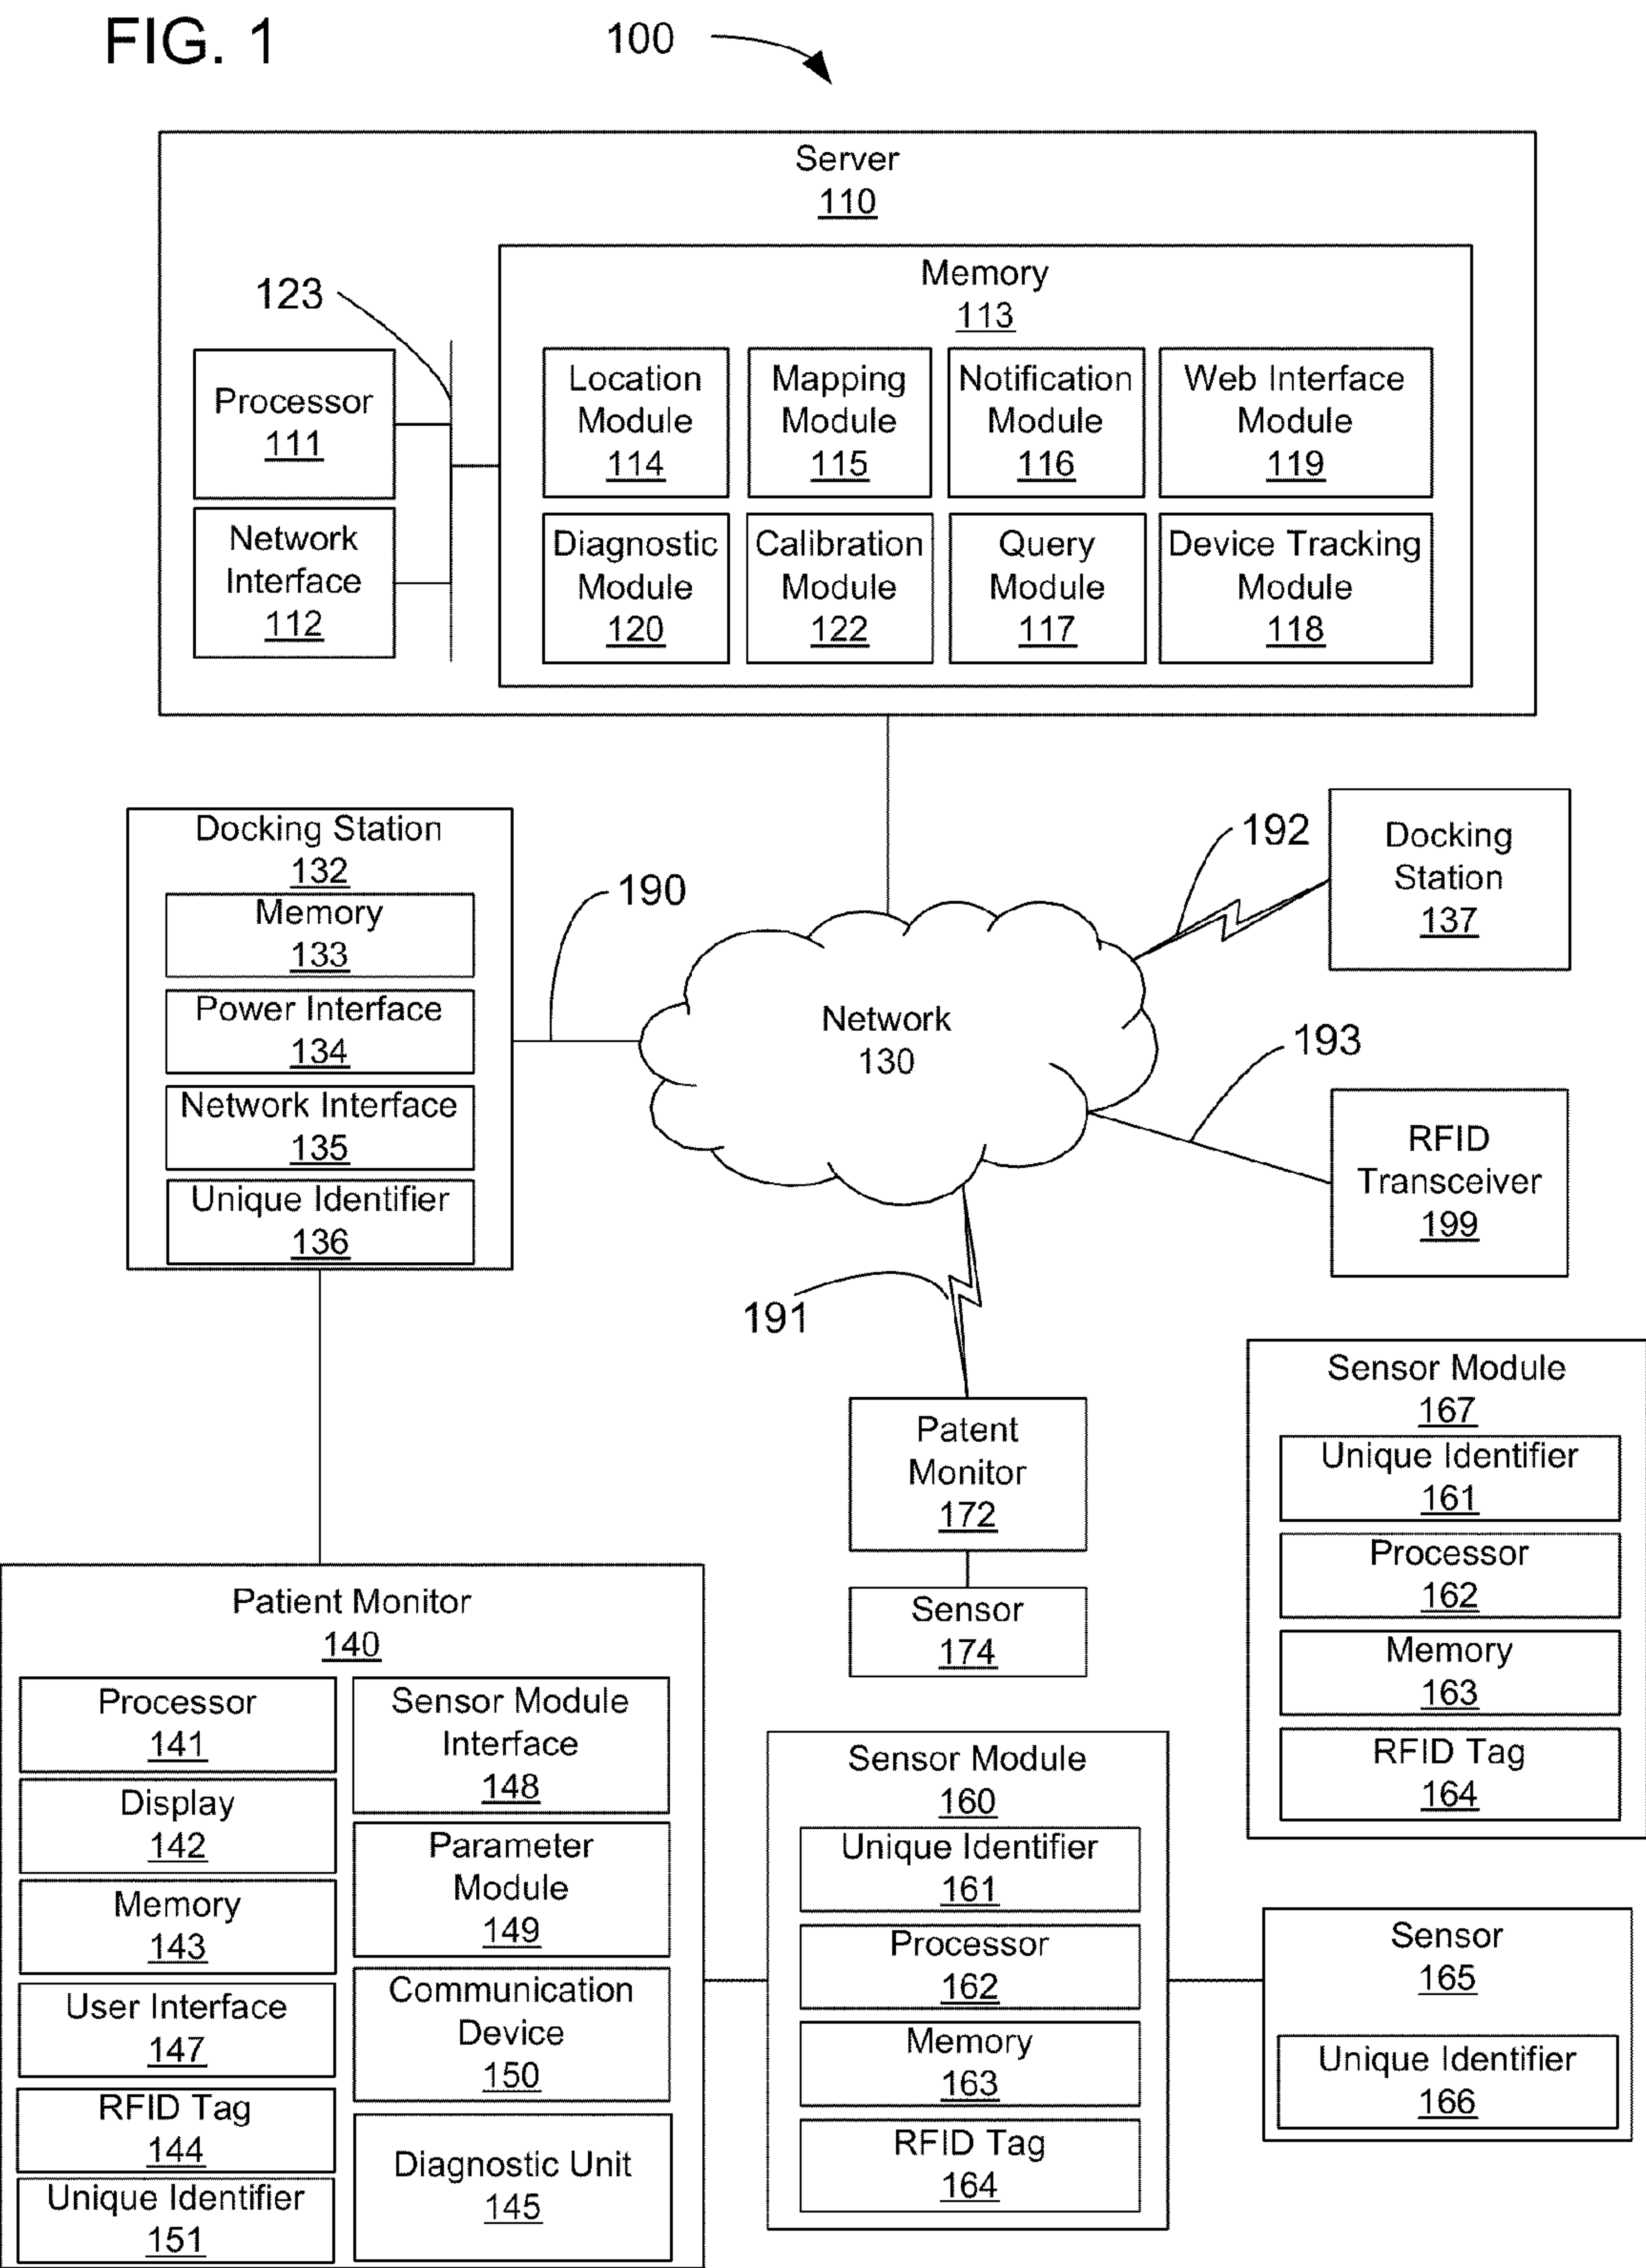 FIG. 1
100
Server
110
123
Memory
113
Processor
111
Network
Interface
112
Location
Module
114
Mapping
Module
115
Notification
Module
116
Web Interface
Module
119
Diagnostic
Module
120
Calibration
Module
122
Query
Module
117
Device Tracking
Module
118
Docking Station
132
Memory
133
Power Interface
134
Network Interface
135
Unique Identifier
136
190
Network
130
192
Docking
Station
137
193
RFID
Transceiver
199
191
Patent
Monitor
172
Sensor
174
Sensor Module
167
Unique Identifier
161
Processor
162
Memory
163
RFID Tag
164
Patient Monitor
140
Processor
141
Display
142
Memory
143
User Interface
147
RFID Tag
144
Unique Identifier
151
Sensor Module
Interface
148
Parameter
Module
149
Communication
Device
150
Diagnostic Unit
145
Sensor Module
160
Unique Identifier
161
Processor
162
Memory
163
RFID Tag
164
Sensor
165
Unique Identifier
166